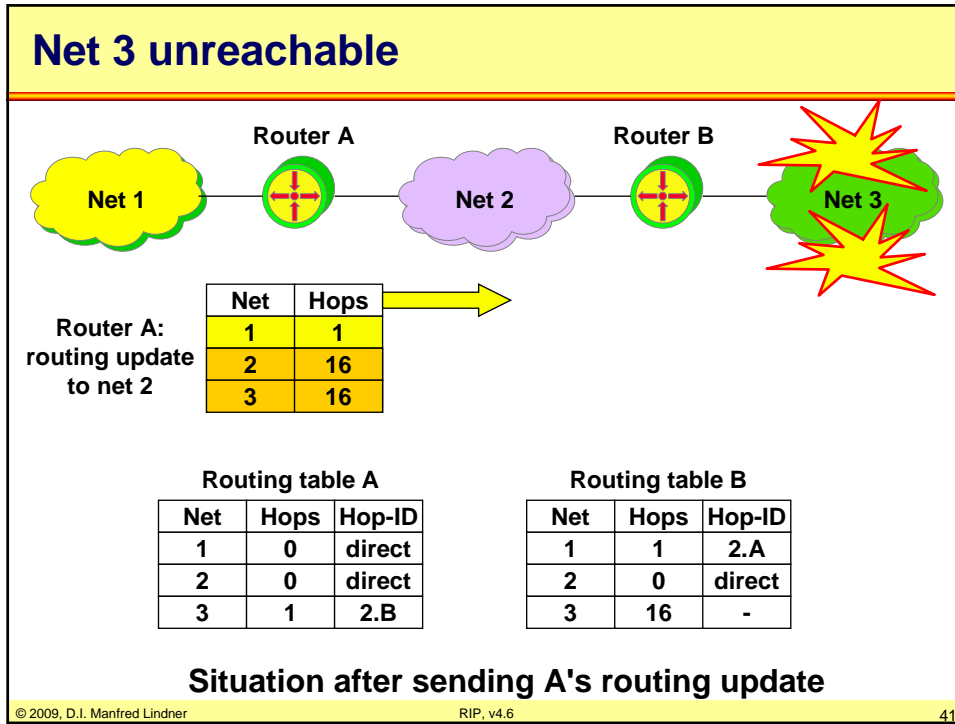 Net 3 unreachable
Router A
Router B
Net 1
Net 2
Net 3
Router A:
routing update
to net 2
Net Hops
1 1
2 16
3 16
Routing table A
Net Hops Hop-ID
1 0 direct
2 0 direct
3 1 2.B
Routing table B
Net Hops Hop-ID
1 1 2.A
2 0 direct
3 16 -
Situation after sending A's routing update
© 2009, D.I. Manfred Lindner
RIP, v4.6
41